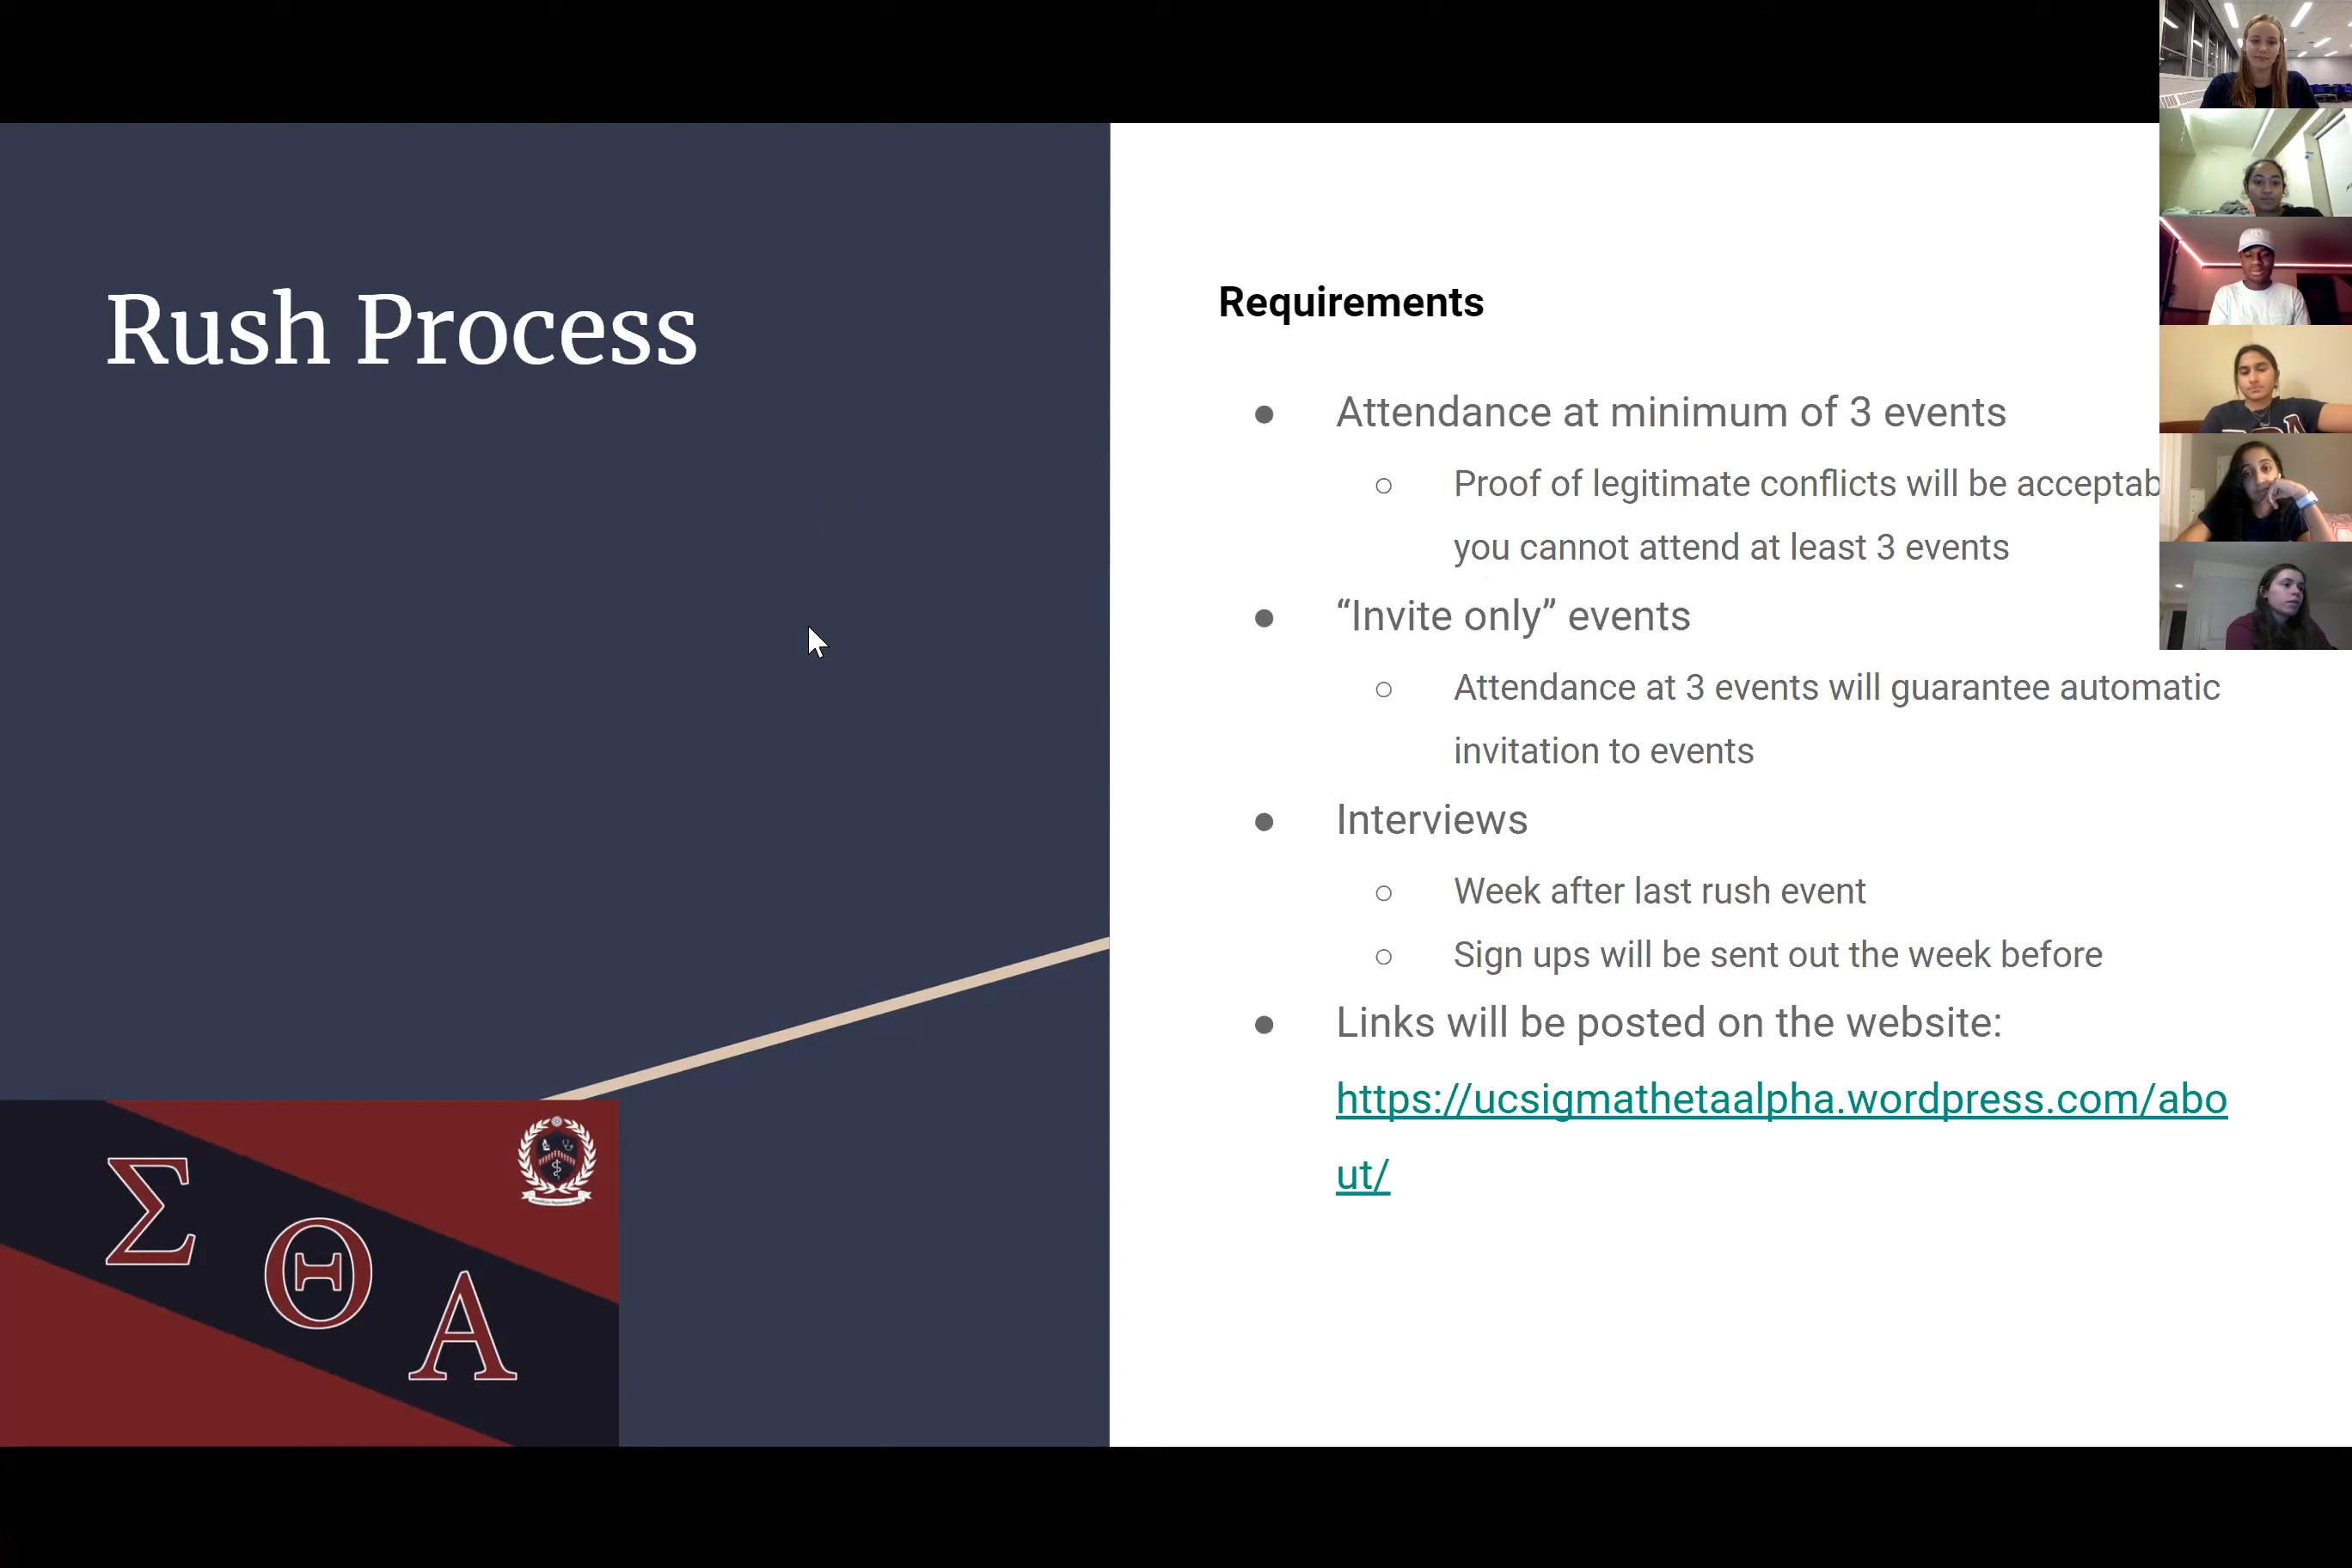 Rush Process
Requirements
Attendance at minimum of 3 events
Proof of legitimate conflicts will be acceptab
you cannot attend at least 3 events
“Invite only” events
Attendance at 3 events will guarantee automatic
invitation to events
Interviews
Week after last rush event
Sign ups will be sent out the week before
Links will be posted on the website:
https://ucsigmathetaalpha.wordpress.com/abo
ut/
Σ
Θ
Α